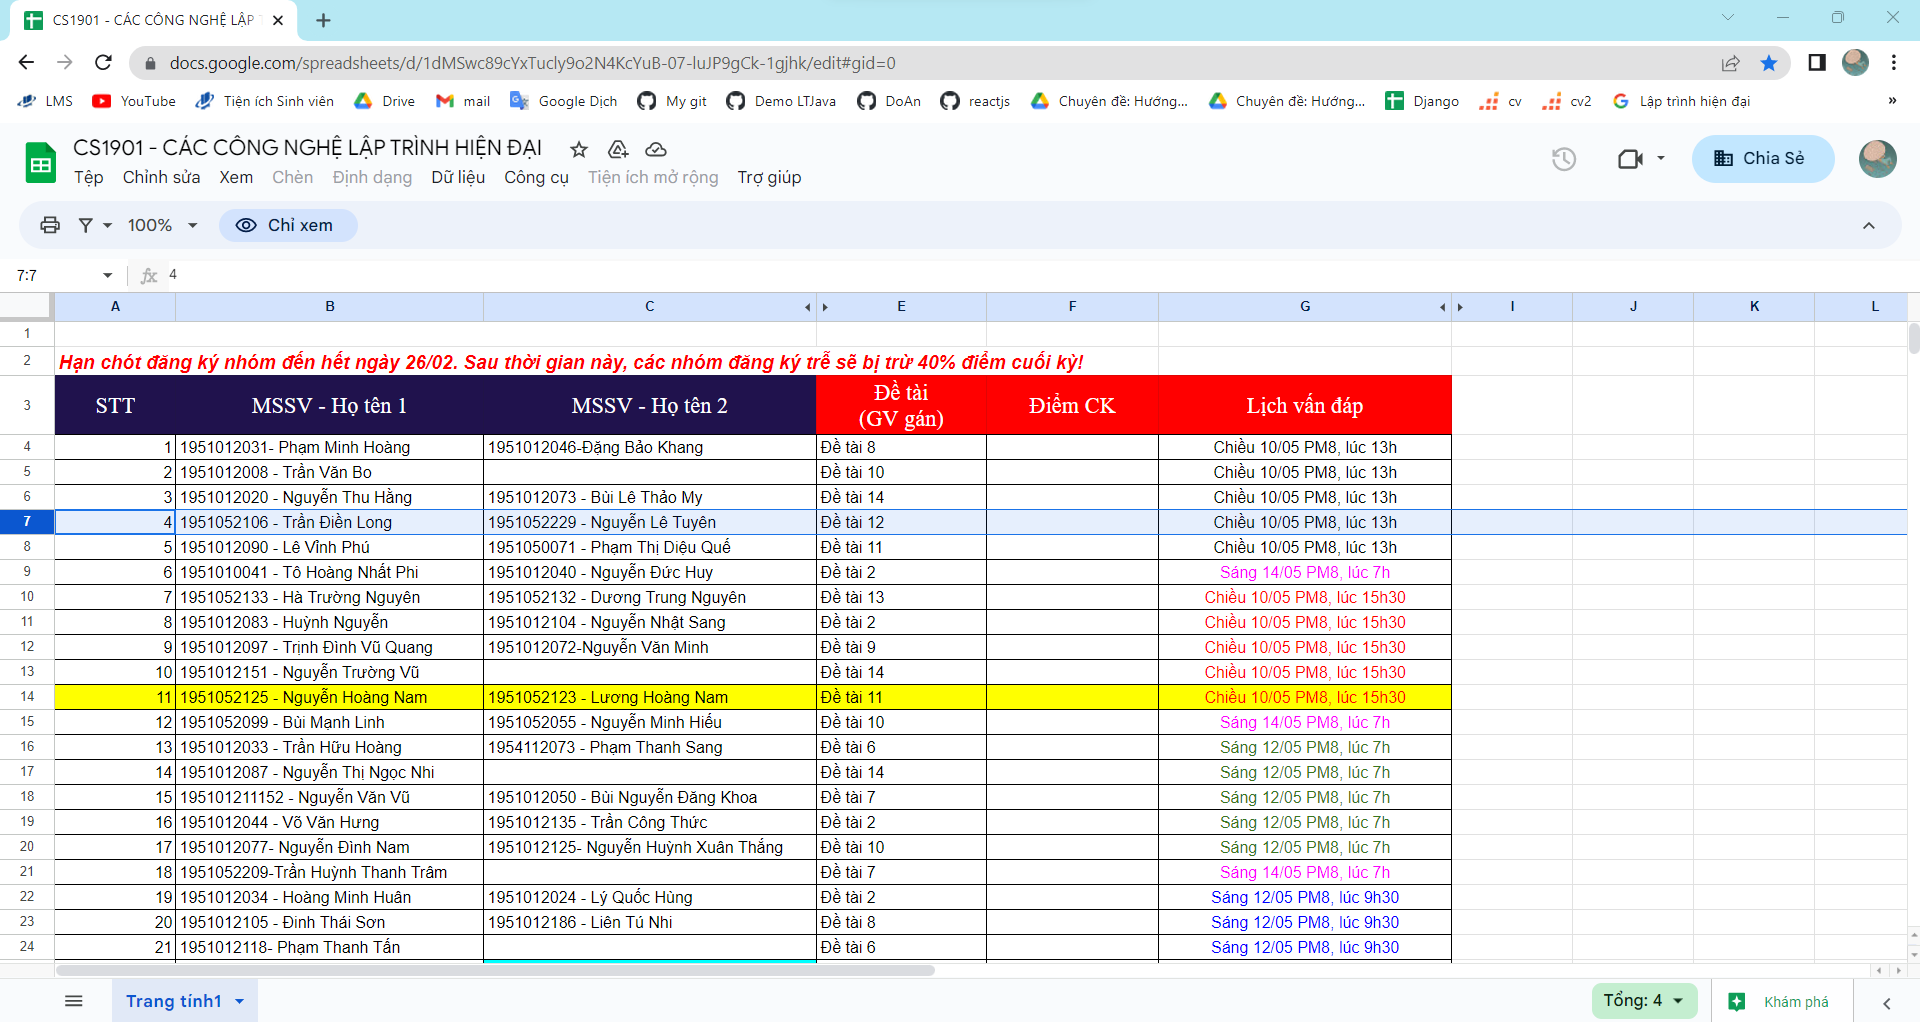 CS1901 - CÁC CÔNG NGHỆ LẬP
docs.google.com/spreadsheets/d/1dMSwc89cYxTucly9o2N4KcYuB-07-luJP9gCk-1gjhk/edit#gid=0
LMS YouTube Tiện ích Sinh viên Drive mail Google Dịch My git Demo LTJava DoAn reactjs Chuyên đề: Hướng... Chuyên đề: Hướng... Django cv cv2 Lập trình hiện đại »
CS1901 - CÁC CÔNG NGHỆ LẬP TRÌNH HIỆN ĐẠI
Chia Sẻ
Tệp Chỉnh sửa Xem Chèn Định dạng Dữ liệu Công cụ Tiện ích mở rộng Trợ giúp
100% Chỉ xem
7:7 fx 4
A B C E F G I J K L
1
2 Hạn chót đăng ký nhóm đến hết ngày 26/02. Sau thời gian này, các nhóm đăng ký trễ sẽ bị trừ 40% điểm cuối kỳ!
3 STT MSSV - Họ tên 1 MSSV - Họ tên 2 Đề tài (GV gán) Điểm CK Lịch vấn đáp
4 1 1951012031- Phạm Minh Hoàng 1951012046-Đặng Bảo Khang Đề tài 8 Chiều 10/05 PM8, lúc 13h
5 2 1951012008 - Trần Văn Bo Đề tài 10 Chiều 10/05 PM8, lúc 13h
6 3 1951012020 - Nguyễn Thu Hằng 1951012073 - Bùi Lê Thảo My Đề tài 14 Chiều 10/05 PM8, lúc 13h
7 4 1951052106 - Trần Điền Long 1951052229 - Nguyễn Lê Tuyên Đề tài 12 Chiều 10/05 PM8, lúc 13h
8 5 1951012090 - Lê Vĩnh Phú 1951050071 - Phạm Thị Diệu Quế Đề tài 11 Chiều 10/05 PM8, lúc 13h
9 6 1951010041 - Tô Hoàng Nhất Phi 1951012040 - Nguyễn Đức Huy Đề tài 2 Sáng 14/05 PM8, lúc 7h
10 7 1951052133 - Hà Trường Nguyên 1951052132 - Dương Trung Nguyên Đề tài 13 Chiều 10/05 PM8, lúc 15h30
11 8 1951012083 - Huỳnh Nguyễn 1951012104 - Nguyễn Nhật Sang Đề tài 2 Chiều 10/05 PM8, lúc 15h30
12 9 1951012097 - Trịnh Đình Vũ Quang 1951012072-Nguyễn Văn Minh Đề tài 9 Chiều 10/05 PM8, lúc 15h30
13 10 1951012151 - Nguyễn Trường Vũ Đề tài 14 Chiều 10/05 PM8, lúc 15h30
14 11 1951052125 - Nguyễn Hoàng Nam 1951052123 - Lương Hoàng Nam Đề tài 11 Chiều 10/05 PM8, lúc 15h30
15 12 1951052099 - Bùi Mạnh Linh 1951052055 - Nguyễn Minh Hiếu Đề tài 10 Sáng 14/05 PM8, lúc 7h
16 13 1951012033 - Trần Hữu Hoàng 1954112073 - Phạm Thanh Sang Đề tài 6 Sáng 12/05 PM8, lúc 7h
17 14 1951012087 - Nguyễn Thị Ngọc Nhi Đề tài 14 Sáng 12/05 PM8, lúc 7h
18 15 195101211152 - Nguyễn Văn Vũ 1951012050 - Bùi Nguyễn Đăng Khoa Đề tài 7 Sáng 12/05 PM8, lúc 7h
19 16 1951012044 - Võ Văn Hưng 1951012135 - Trần Công Thức Đề tài 2 Sáng 12/05 PM8, lúc 7h
20 17 1951012077- Nguyễn Đình Nam 1951012125- Nguyễn Huỳnh Xuân Thắng Đề tài 10 Sáng 12/05 PM8, lúc 7h
21 18 1951052209-Trần Huỳnh Thanh Trâm Đề tài 7 Sáng 14/05 PM8, lúc 7h
22 19 1951012034 - Hoàng Minh Huân 1951012024 - Lý Quốc Hùng Đề tài 2 Sáng 12/05 PM8, lúc 9h30
23 20 1951012105 - Đinh Thái Sơn 1951012186 - Liên Tú Nhi Đề tài 8 Sáng 12/05 PM8, lúc 9h30
24 21 1951012118- Phạm Thanh Tấn Đề tài 6 Sáng 12/05 PM8, lúc 9h30
Trang tính1 Tổng: 4 Khám phá